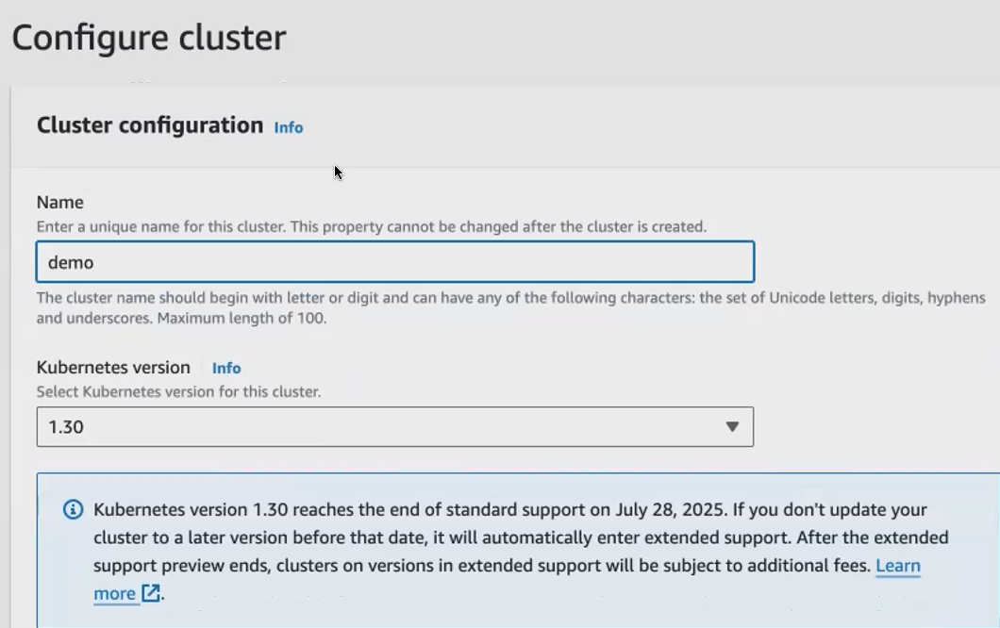 Configure cluster
Cluster configuration Info
Name
Enter a unique name for this cluster. This property cannot be changed after the cluster is created.
demo
The cluster name should begin with letter or digit and can have any of the following characters: the set of Unicode letters, digits, hyphens
and underscores. Maximum length of 100.
Kubernetes version Info
Select Kubernetes version for this cluster.
1.30
Kubernetes version 1.30 reaches the end of standard support on July 28, 2025. If you don't update your
cluster to a later version before that date, it will automatically enter extended support. After the extended
support preview ends, clusters on versions in extended support will be subject to additional fees. Learn
more.